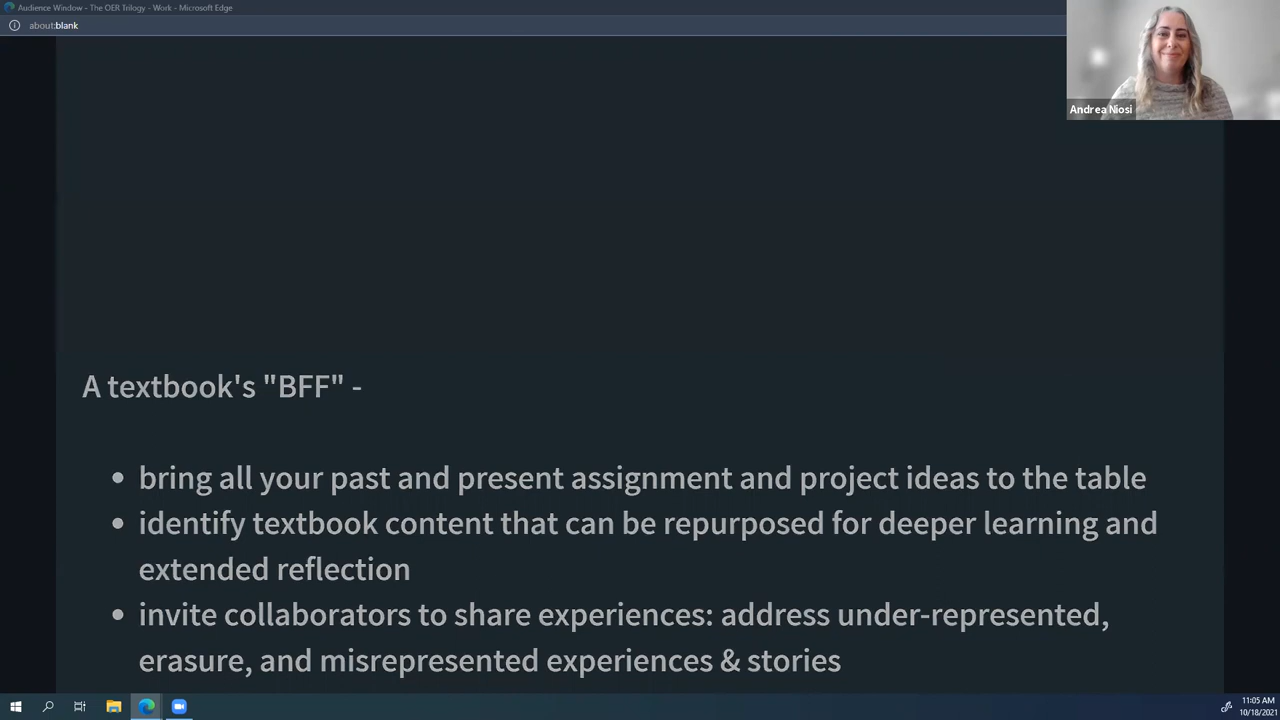 Audience Window - The OER Trilogy - Work - Microsoft Edge
about:blank
Andrea Niosi
A textbook's "BFF" -
• bring all your past and present assignment and project ideas to the table
• identify textbook content that can be repurposed for deeper learning and
extended reflection
• invite collaborators to share experiences: address under-represented,
erasure, and misrepresented experiences & stories
11:05 AM
10/18/2021